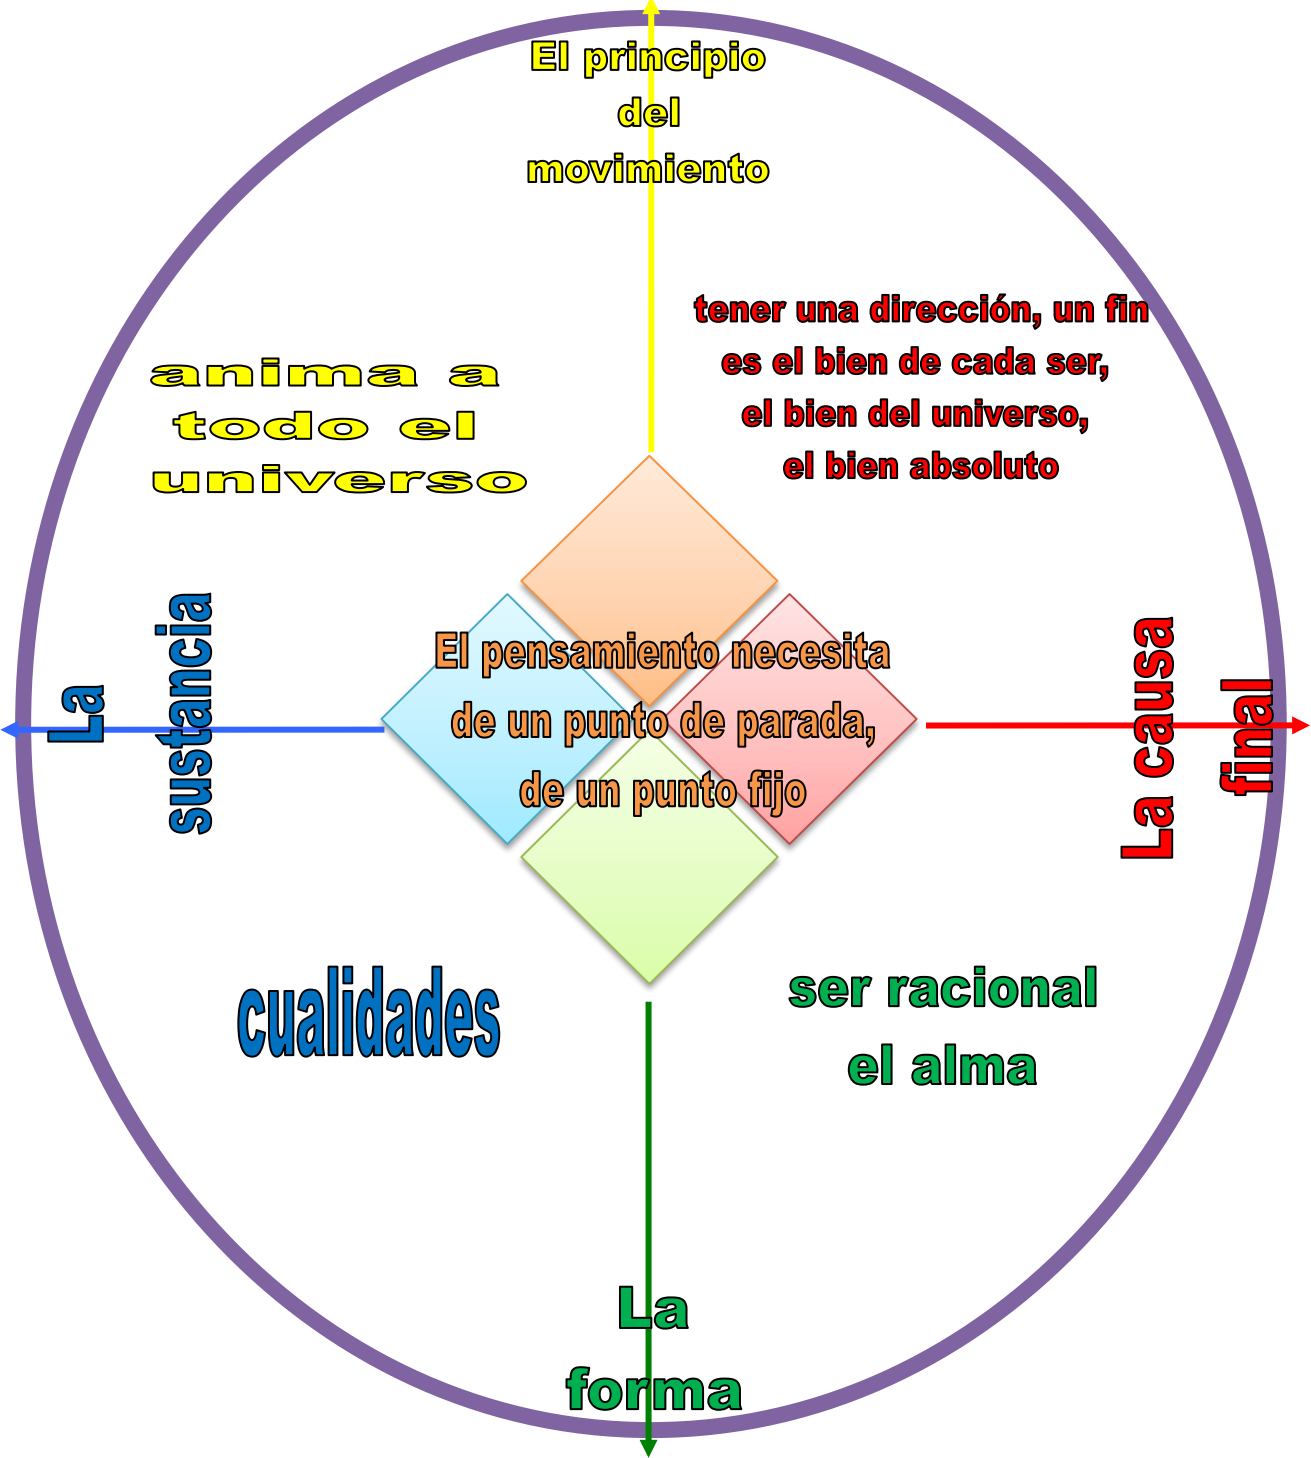 El principio
del
movimiento
tener una dirección, un fin
es el bien de cada ser,
el bien del universo,
el bien absoluto
anima a
todo el
universo
La
sustancia
El pensamiento necesita
de un punto de parada,
de un punto fijo
La causa
final
cualidades
ser racional
el alma
La
forma